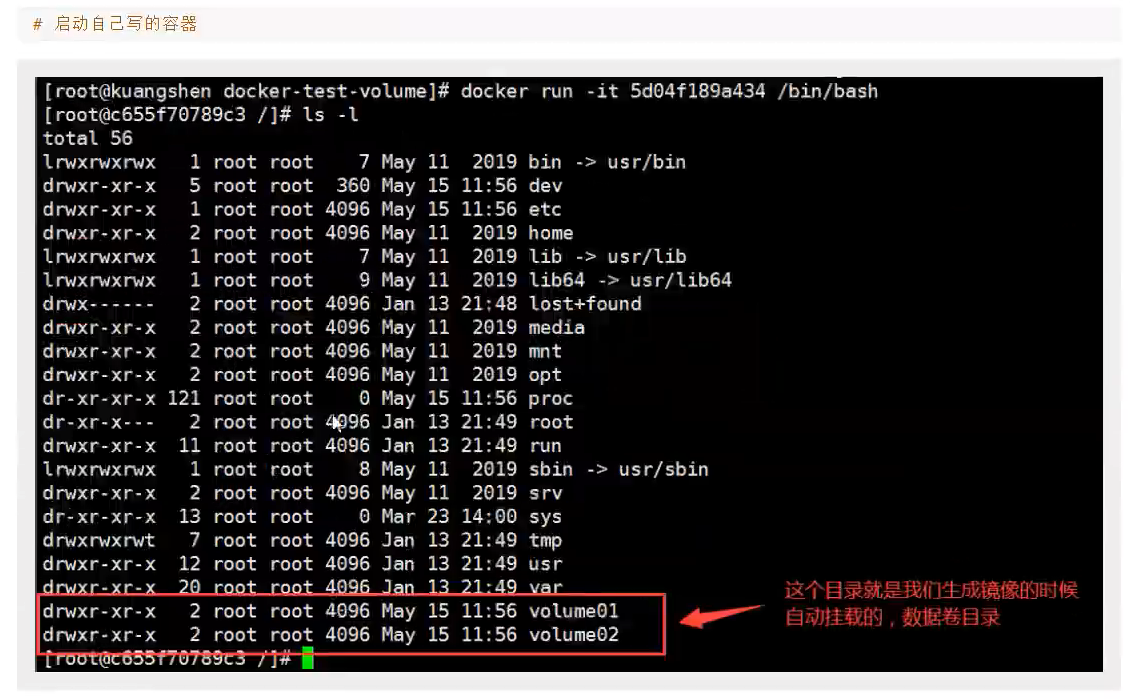 # 启动自己写的容器
[root@kuangshen docker-test-volume]# docker run -it 5d04f189a434 /bin/bash
[root@c655f70789c3 /]# ls -l
total 56
lrwxrwxrwx   1 root root    7 May 11  2019 bin -> usr/bin
drwxr-xr-x   5 root root  360 May 15 11:56 dev
drwxr-xr-x   1 root root 4096 May 15 11:56 etc
drwxr-xr-x   2 root root 4096 May 11  2019 home
lrwxrwxrwx   1 root root    7 May 11  2019 lib -> usr/lib
lrwxrwxrwx   1 root root    9 May 11  2019 lib64 -> usr/lib64
drwx------   2 root root 4096 Jan 13 21:48 lost+found
drwxr-xr-x   2 root root 4096 May 11  2019 media
drwxr-xr-x   2 root root 4096 May 11  2019 mnt
drwxr-xr-x   2 root root 4096 May 11  2019 opt
dr-xr-xr-x 121 root root    0 May 15 11:56 proc
dr-xr-x---   2 root root 4096 Jan 13 21:49 root
drwxr-xr-x  11 root root 4096 Jan 13 21:49 run
lrwxrwxrwx   1 root root    8 May 11  2019 sbin -> usr/sbin
drwxr-xr-x   2 root root 4096 May 11  2019 srv
dr-xr-xr-x  13 root root    0 Mar 23 14:00 sys
drwxrwxrwt   7 root root 4096 Jan 13 21:49 tmp
drwxr-xr-x  12 root root 4096 Jan 13 21:49 usr
drwxr-xr-x  20 root root 4096 Jan 13 21:49 var
drwxr-xr-x   2 root root 4096 May 15 11:56 volume01
drwxr-xr-x   2 root root 4096 May 15 11:56 volume02
[root@c655f70789c3 /]#
这个目录就是我们生成镜像的时候
自动挂载的，数据卷目录